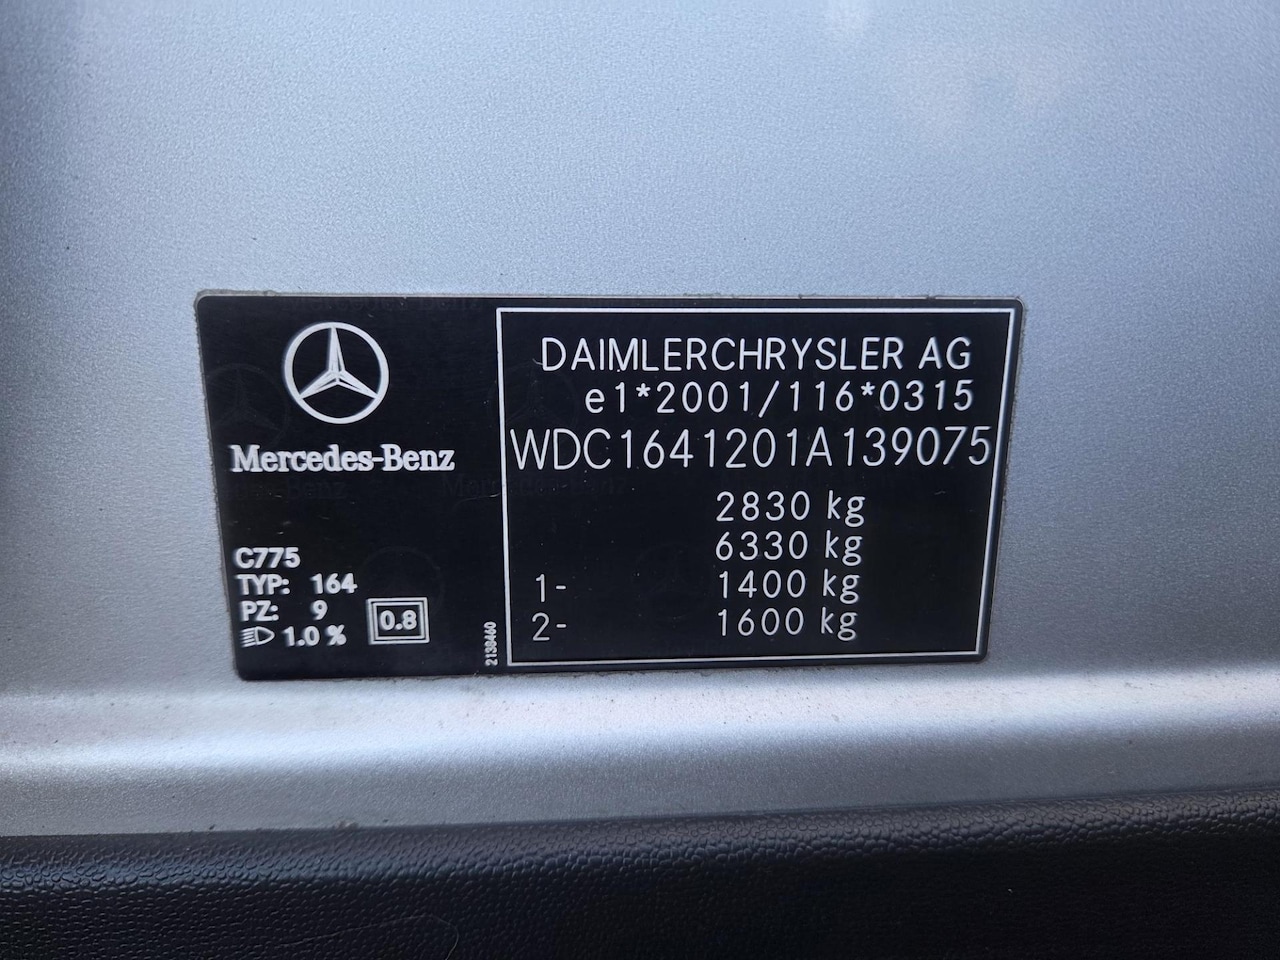 Mercedes-Benz
C775
TYP: 164
PZ: 9
1.0 %
0.8
2138460
DAIMLERCHRYSLER AG
e1*2001/116*0315
WDC1641201A139075
2830 kg
6330 kg
1- 1400 kg
2- 1600 kg